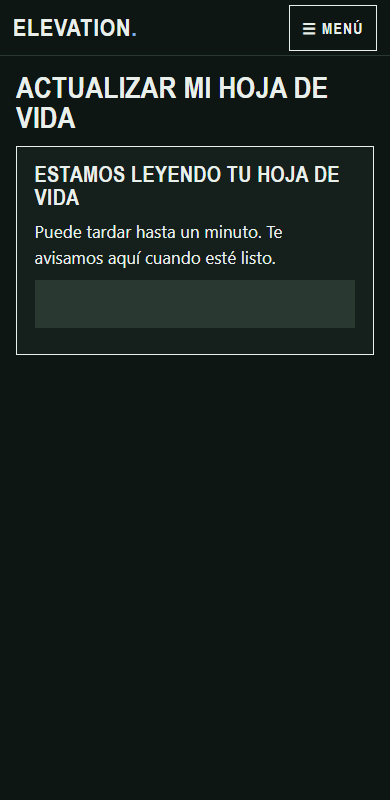 ELEVATION.
☰ MENÚ
ACTUALIZAR MI HOJA DE
VIDA
ESTAMOS LEYENDO TU HOJA DE
VIDA
Puede tardar hasta un minuto. Te
avisamos aquí cuando esté listo.